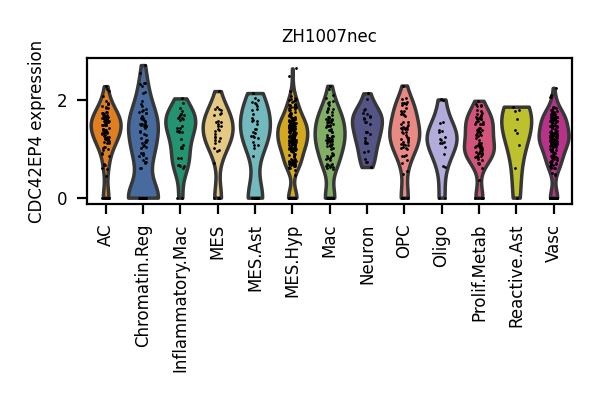 ZH1007nec
CDC42EP4 expression
2
0
AC
Chromatin.Reg
Inflammatory.Mac
MES
MES.Ast
MES.Hyp
Mac
Neuron
OPC
Oligo
Prolif.Metab
Reactive.Ast
Vasc